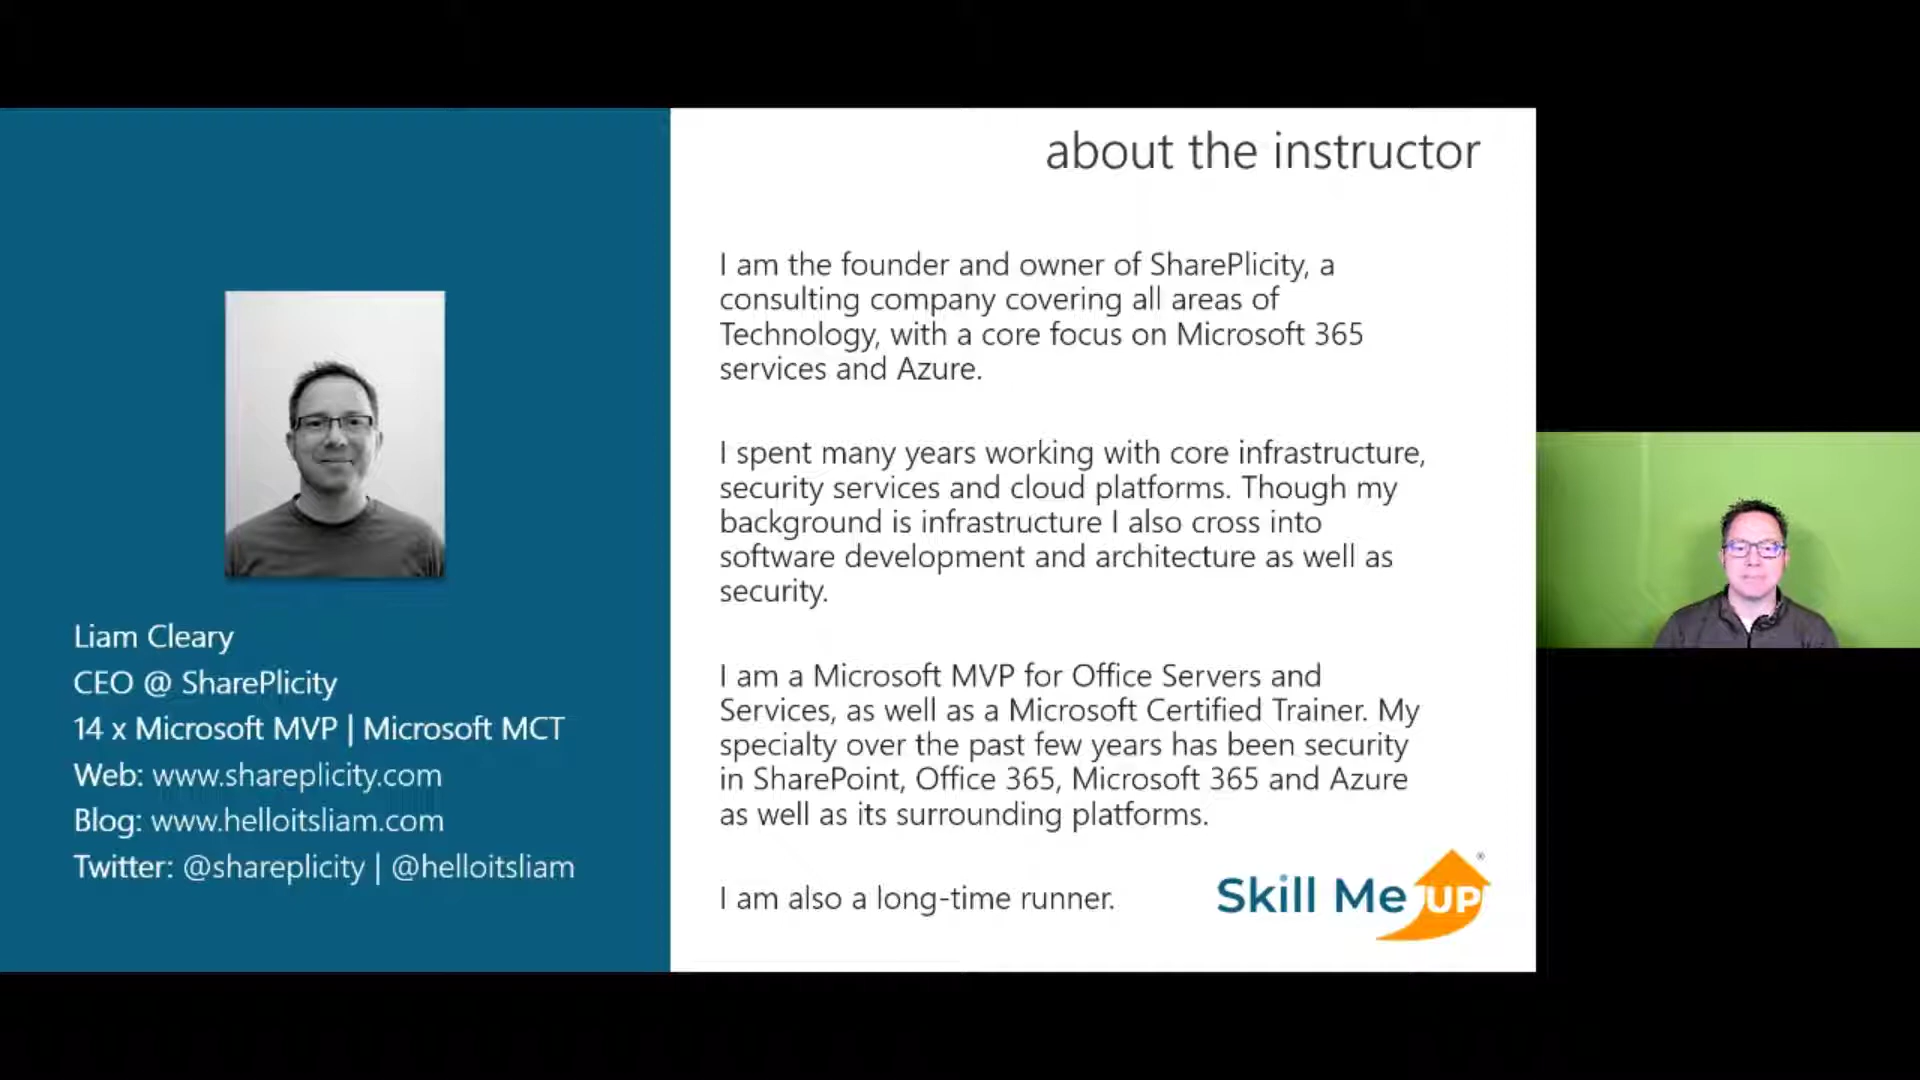 about the instructor
I am the founder and owner of SharePlicity, a
consulting company covering all areas of
Technology, with a core focus on Microsoft 365
services and Azure.
I spent many years working with core infrastructure,
security services and cloud platforms. Though my
background is infrastructure I also cross into
software development and architecture as well as
security.
I am a Microsoft MVP for Office Servers and
Services, as well as a Microsoft Certified Trainer. My
specialty over the past few years has been security
in SharePoint, Office 365, Microsoft 365 and Azure
as well as its surrounding platforms.
I am also a long-time runner.
Liam Cleary
CEO @ SharePlicity
14 x Microsoft MVP | Microsoft MCT
Web: www.shareplicity.com
Blog: www.helloitsliam.com
Twitter: @shareplicity | @helloitsliam
Skill Me UP ®